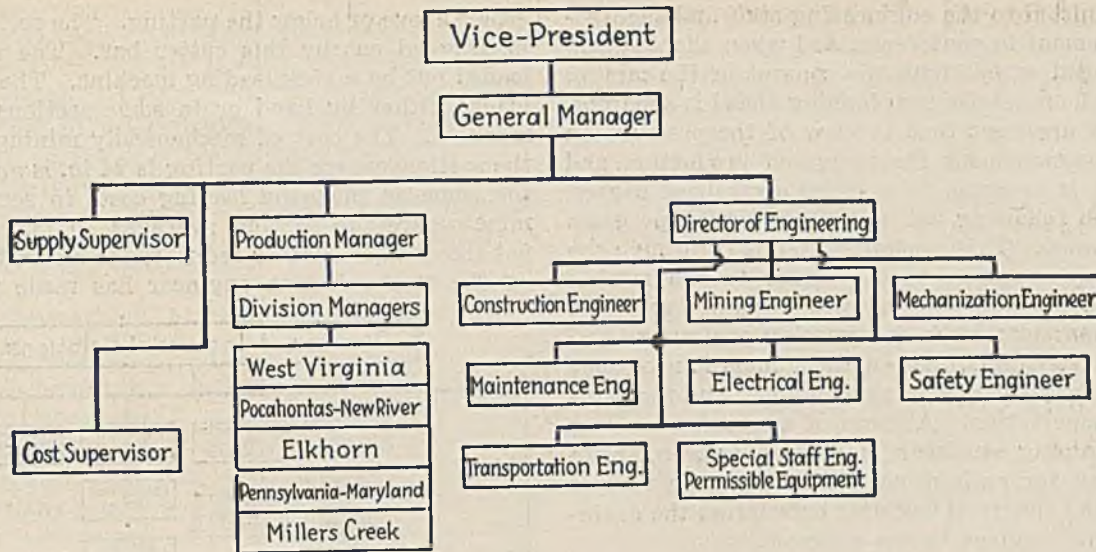 Vice-President
General Manager
Supply Supervisor
Production Manager
Director of Engineering
Division Managers
Construction Engineer
Mining Engineer
Mechanization Engineer
West Virginia
Pocahontas-New River
Elkhorn
Pennsylvania-Maryland
Millers Creek
Maintenance Eng.
Electrical Eng.
Safety Engineer
Cost Supervisor
Transportation Eng.
Special Staff Eng.
Permissible Equipment